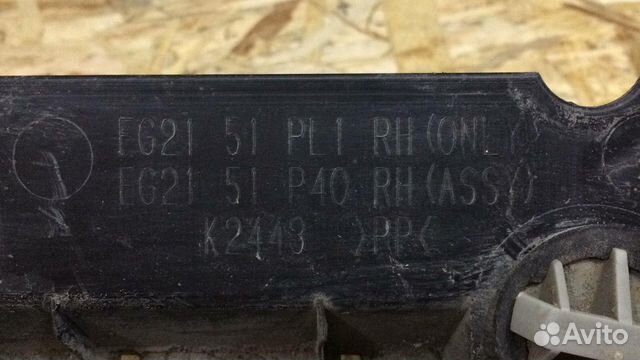 EG21 51 PL1 RH(ONLY)
EG21 51 P40 RH(ASSY)
K2443 >PP<
Avito